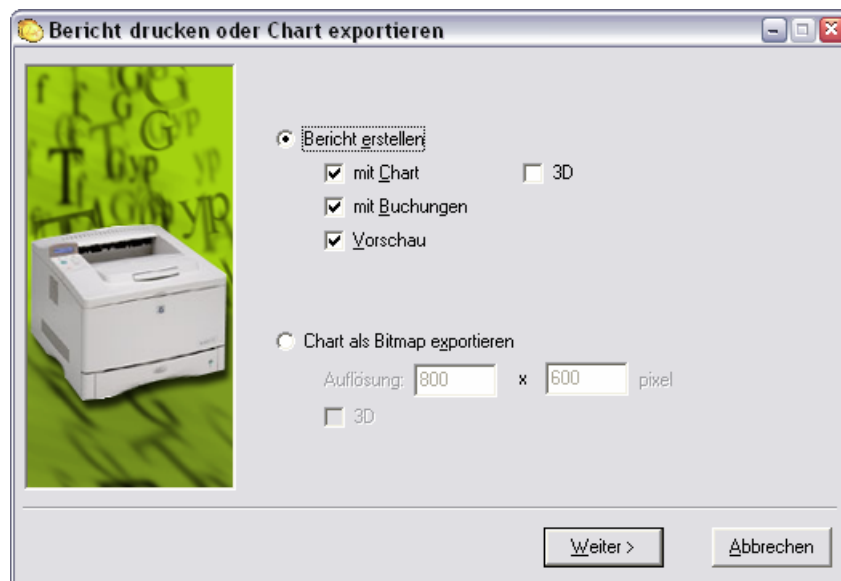 Bericht drucken oder Chart exportieren
Bericht erstellen
mit Chart 3D
mit Buchungen
Vorschau
Chart als Bitmap exportieren
Auflösung: 800 x 600 pixel
3D
Weiter > Abbrechen